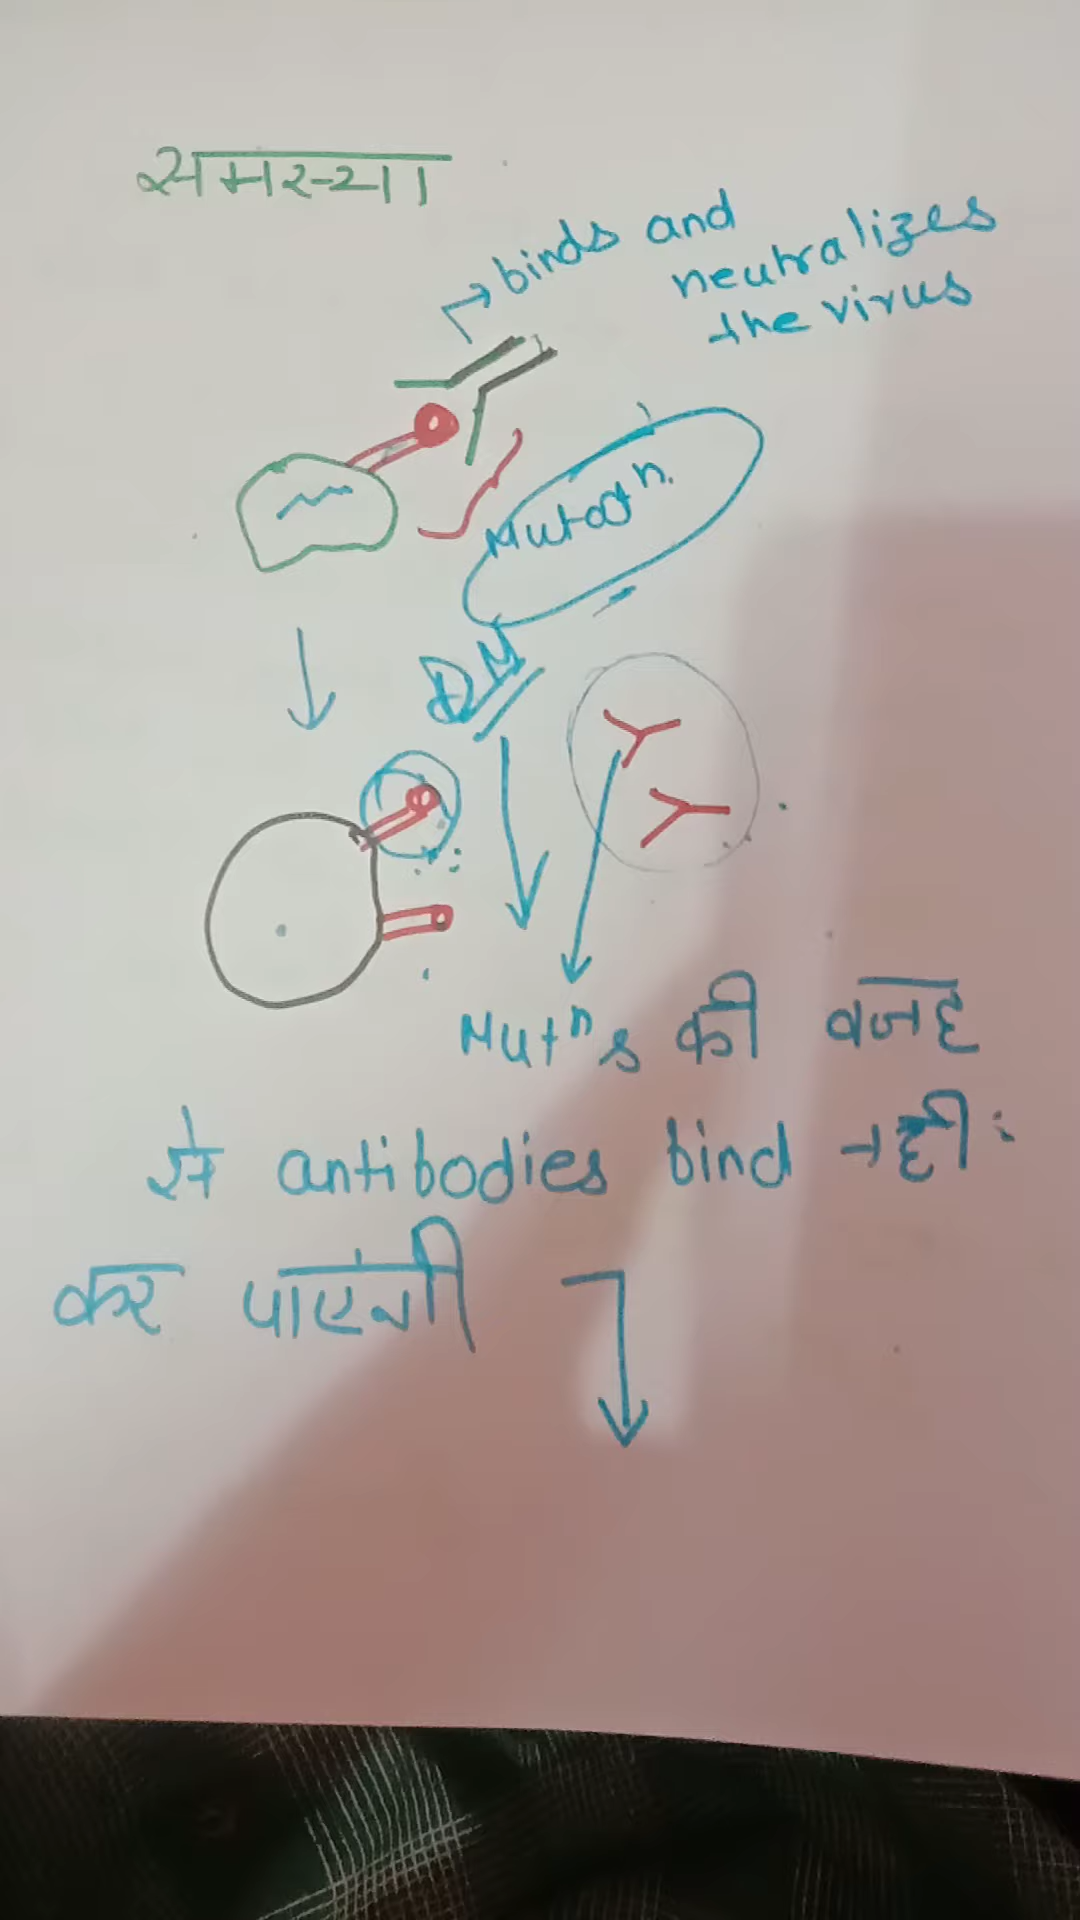 समस्या
→ binds and
neutralizes
the virus
Mutatⁿ.
Mutⁿs की वजह
से antibodies bind नहीं
कर पाएंगी